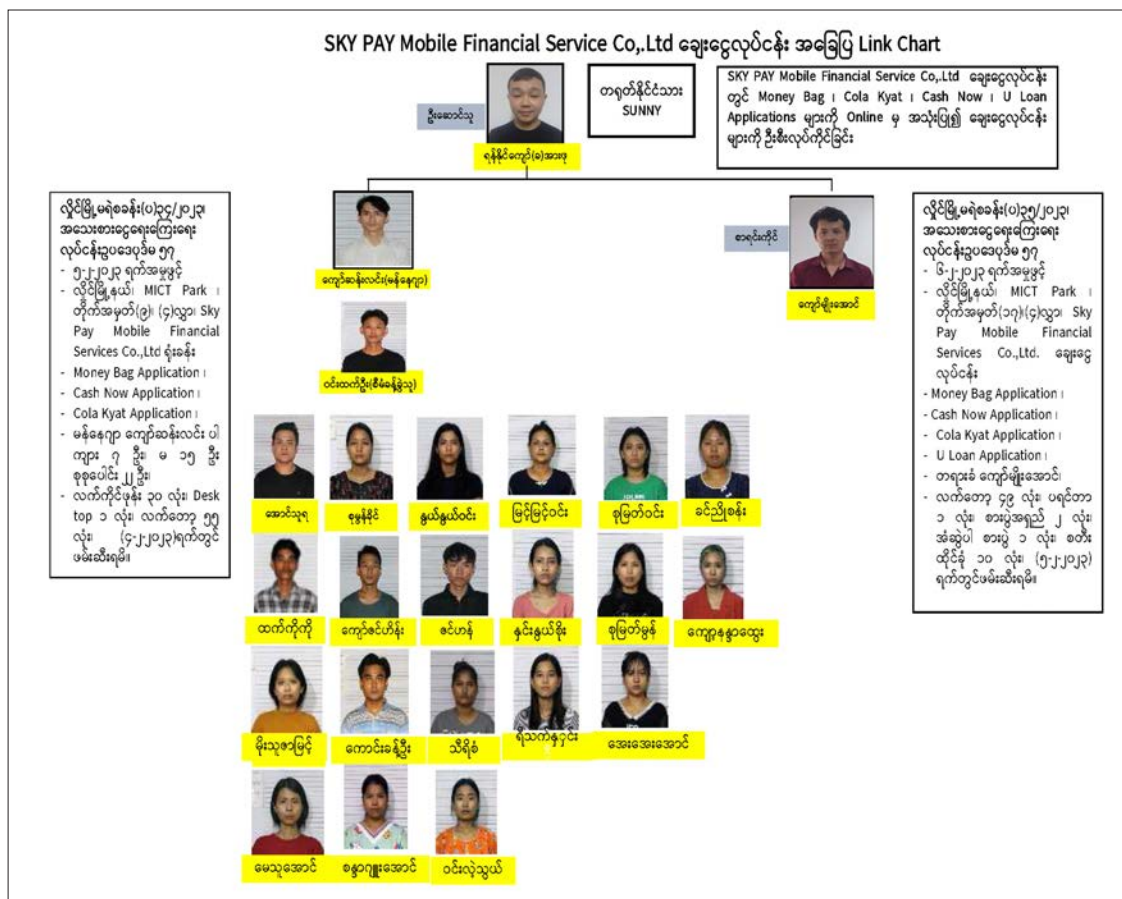 SKY PAY Mobile Financial Service Co,.Ltd ချေးငွေလုပ်ငန်း အခြေပြ Link Chart
ဦးဆောင်သူ
ရန်နိုင်ကျော်(ခ)အားဖု
တရုတ်နိုင်ငံသား
SUNNY
SKY PAY Mobile Financial Service Co,.Ltd ချေးငွေလုပ်ငန်း
တွင် Money Bag ၊ Cola Kyat ၊ Cash Now ၊ U Loan
Applications များကို Online မှ အသုံးပြု၍ ချေးငွေလုပ်ငန်း
များကို ဦးစီးလုပ်ကိုင်ခြင်း
လှိုင်မြို့မရဲစခန်း(ပ)၃၄/၂၀၂၃၊
အသေးစားငွေရေးကြေးရေး
လုပ်ငန်းဥပဒေပုဒ်မ ၅၇
- ၅-၂-၂၀၂၃ ရက်အမှုဖွင့်
- လှိုင်မြို့နယ်၊ MICT Park ၊
တိုက်အမှတ်(၉)၊ (၄)လွှာ၊ Sky
Pay Mobile Financial
Services Co.,Ltd ရုံးခန်း
- Money Bag Application ၊
- Cash Now Application ၊
- Cola Kyat Application ၊
- မန်နေဂျာ ကျော်ဆန်းလင်း ပါ
ကျား ၇ ဦး၊ မ ၁၅ ဦး
စုစုပေါင်း ၂၂ ဦး၊
- လက်ကိုင်ဖုန်း ၃၀ လုံး၊ Desk
top ၁ လုံး၊ လက်တော့ ၅၅
လုံး၊ (၄-၂-၂၀၂၃)ရက်တွင်
ဖမ်းဆီးရမိ။
ကျော်ဆန်းလင်း(မန်နေဂျာ)
ဝင်းထက်ဦး(စီမံခန့်ခွဲသူ)
စာရင်းကိုင်
ကျော်မျိုးအောင်
လှိုင်မြို့မရဲစခန်း(ပ)၃၅/၂၀၂၃၊
အသေးစားငွေရေးကြေးရေး
လုပ်ငန်းဥပဒေပုဒ်မ ၅၇
- ၆-၂-၂၀၂၃ ရက်အမှုဖွင့်
- လှိုင်မြို့နယ်၊ MICT Park ၊
တိုက်အမှတ်(၁၇)၊(၄)လွှာ၊ Sky
Pay Mobile Financial
Services Co.,Ltd. ချေးငွေ
လုပ်ငန်း
- Money Bag Application ၊
- Cash Now Application ၊
- Cola Kyat Application ၊
- U Loan Application ၊
- တရားခံ ကျော်မျိုးအောင်၊
- လက်တော့ ၄၉ လုံး၊ ပရင်တာ
၁ လုံး၊ စားပွဲအရှည် ၂ လုံး၊
အံဆွဲပါ စားပွဲ ၁ လုံး၊ စတီး
ထိုင်ခုံ ၁၀ လုံး၊ (၅-၂-၂၀၂၃)
ရက်တွင်ဖမ်းဆီးရမိ။
အောင်သူရ
စုမွန်ခိုင်
နွယ်နွယ်ဝင်း
မြင့်မြင့်ဝင်း
စုမြတ်ဝင်း
ခင်ညိုစန်း
ထက်ကိုကို
ကျော်ဇင်ဟိန်း
ဇင်ဟန်
နှင်းနွယ်စိုး
စုမြတ်မွန်
ကျော့နန္ဒာထွေး
မိုးသူဇာမြင့်
ကောင်းခန့်ဦး
သီရိစံ
ရီသက်နှင်း
အေးအေးအောင်
မေသူအောင်
စန္ဒာဂျူးအောင်
ဝင်းလဲ့သွယ်